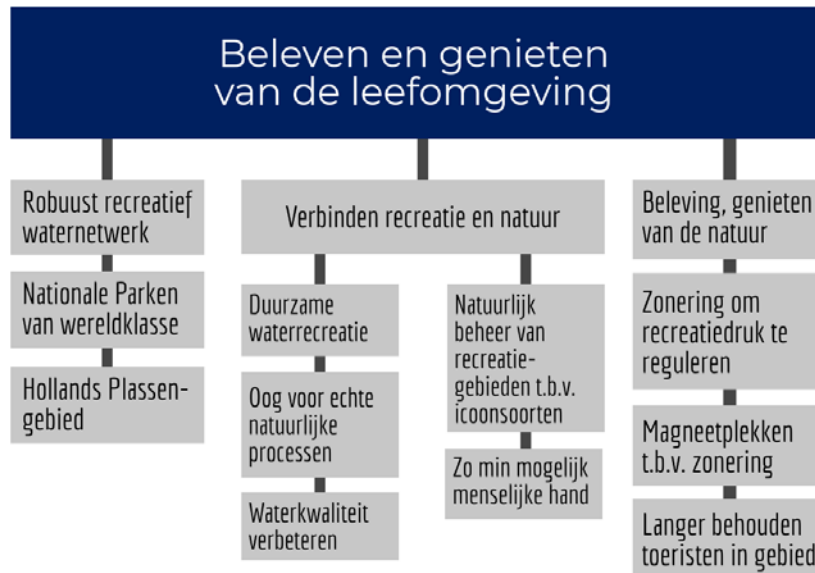 Beleven en genieten
van de leefomgeving
Robuust recreatief
waternetwerk
Nationale Parken
van wereldklasse
Hollands Plassen-
gebied
Verbinden recreatie en natuur
Duurzame
waterrecreatie
Oog voor echte
natuurlijke
processen
Waterkwaliteit
verbeteren
Natuurlijk
beheer van
recreatie-
gebieden t.b.v.
icoonsoorten
Zo min mogelijk
menselijke hand
Beleving, genieten
van de natuur
Zonering om
recreatiedruk te
reguleren
Magneetplekken
t.b.v. zonering
Langer behouden
toeristen in gebied